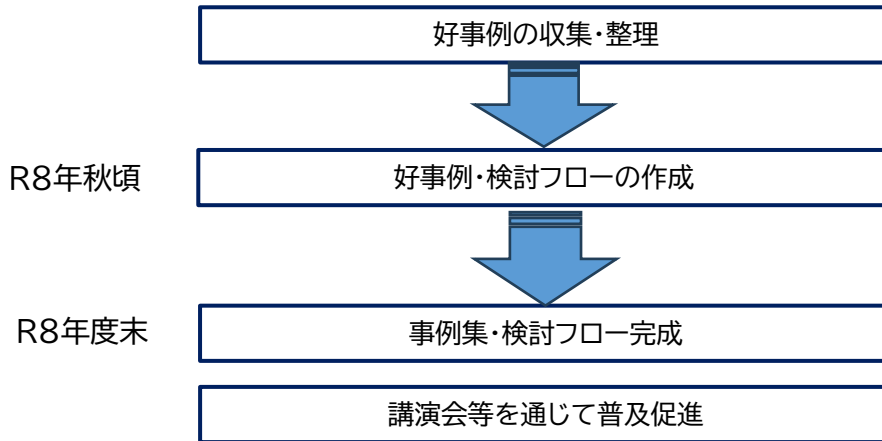 好事例の収集・整理
R8年秋頃
好事例・検討フローの作成
R8年度末
事例集・検討フロー完成
講演会等を通じて普及促進